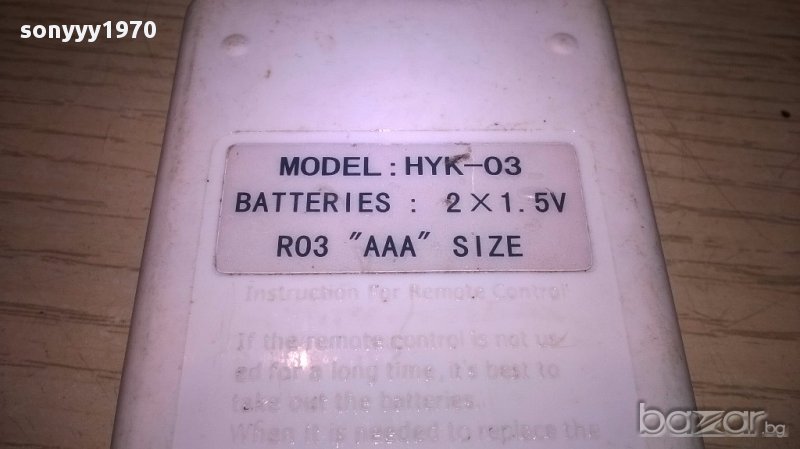 sonyyy1970
MODEL : HYK-03
BATTERIES : 2×1.5V
R03 "AAA" SIZE
Instruction For Remote Control
If the remote control is not us-
ed for a long time, it's best to
take out the batteries.
When it is needed to replace the
bazar.bg